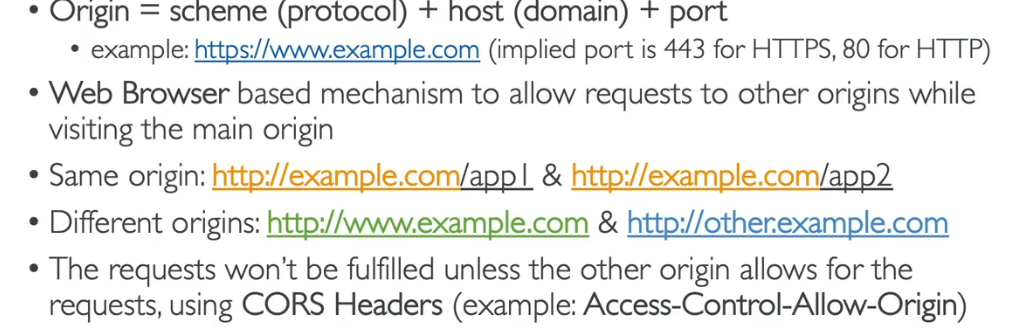 • Origin = scheme (protocol) + host (domain) + port
• example: https://www.example.com (implied port is 443 for HTTPS, 80 for HTTP)
• Web Browser based mechanism to allow requests to other origins while
visiting the main origin
• Same origin: http://example.com/app1 & http://example.com/app2
• Different origins: http://www.example.com & http://other.example.com
• The requests won't be fulfilled unless the other origin allows for the
requests, using CORS Headers (example: Access-Control-Allow-Origin)